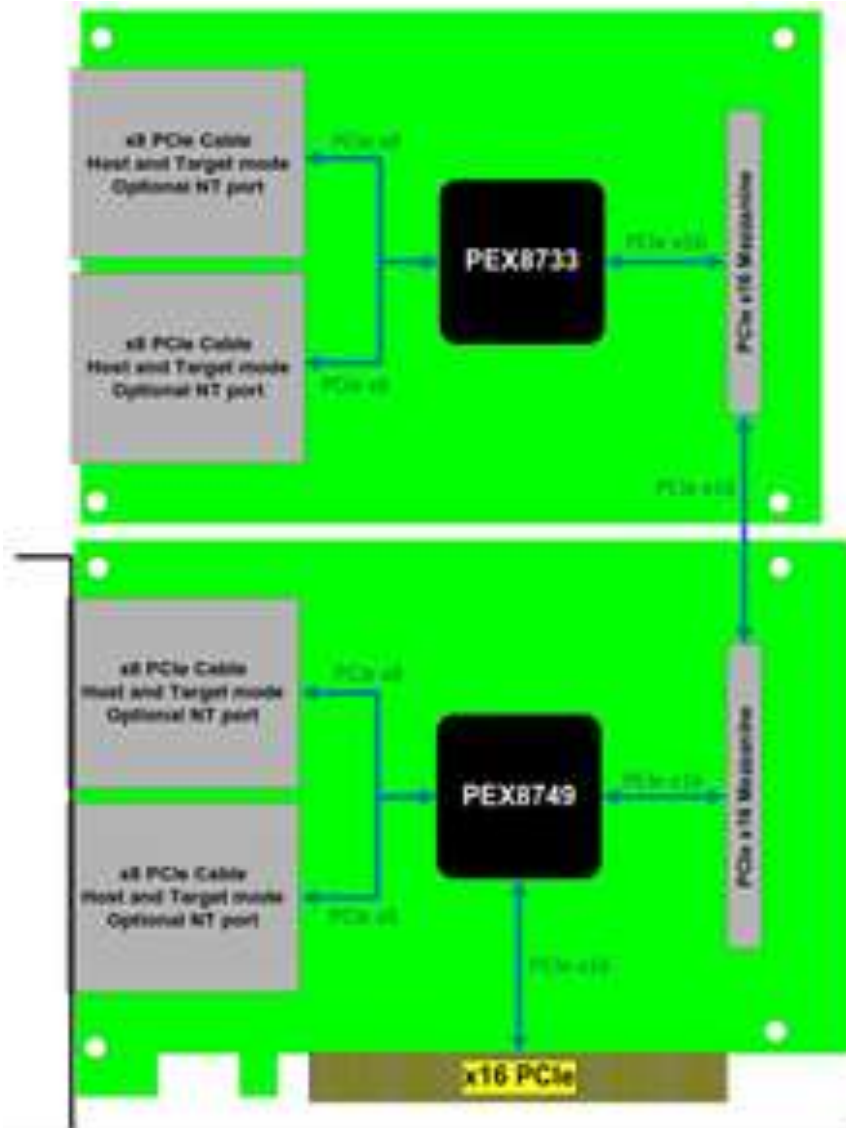 x8 PCIe Cable
Host and Target mode
Optional NT port
PCIe x8
PEX8733
PCIe x16
PCIe x16 Mezzanine
x8 PCIe Cable
Host and Target mode
Optional NT port
PCIe x8
PCIe x16
x8 PCIe Cable
Host and Target mode
Optional NT port
PCIe x8
PEX8749
PCIe x16
PCIe x16 Mezzanine
x8 PCIe Cable
Host and Target mode
Optional NT port
PCIe x8
PCIe x16
x16 PCIe